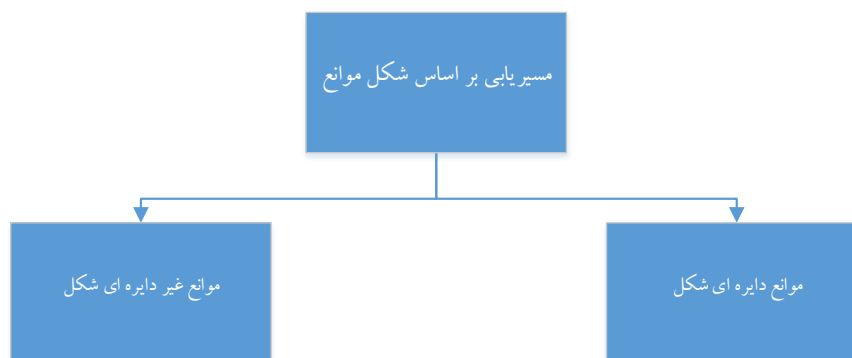 مسیریابی بر اساس شکل موانع
موانع دایره ای شکل
موانع غیر دایره ای شکل